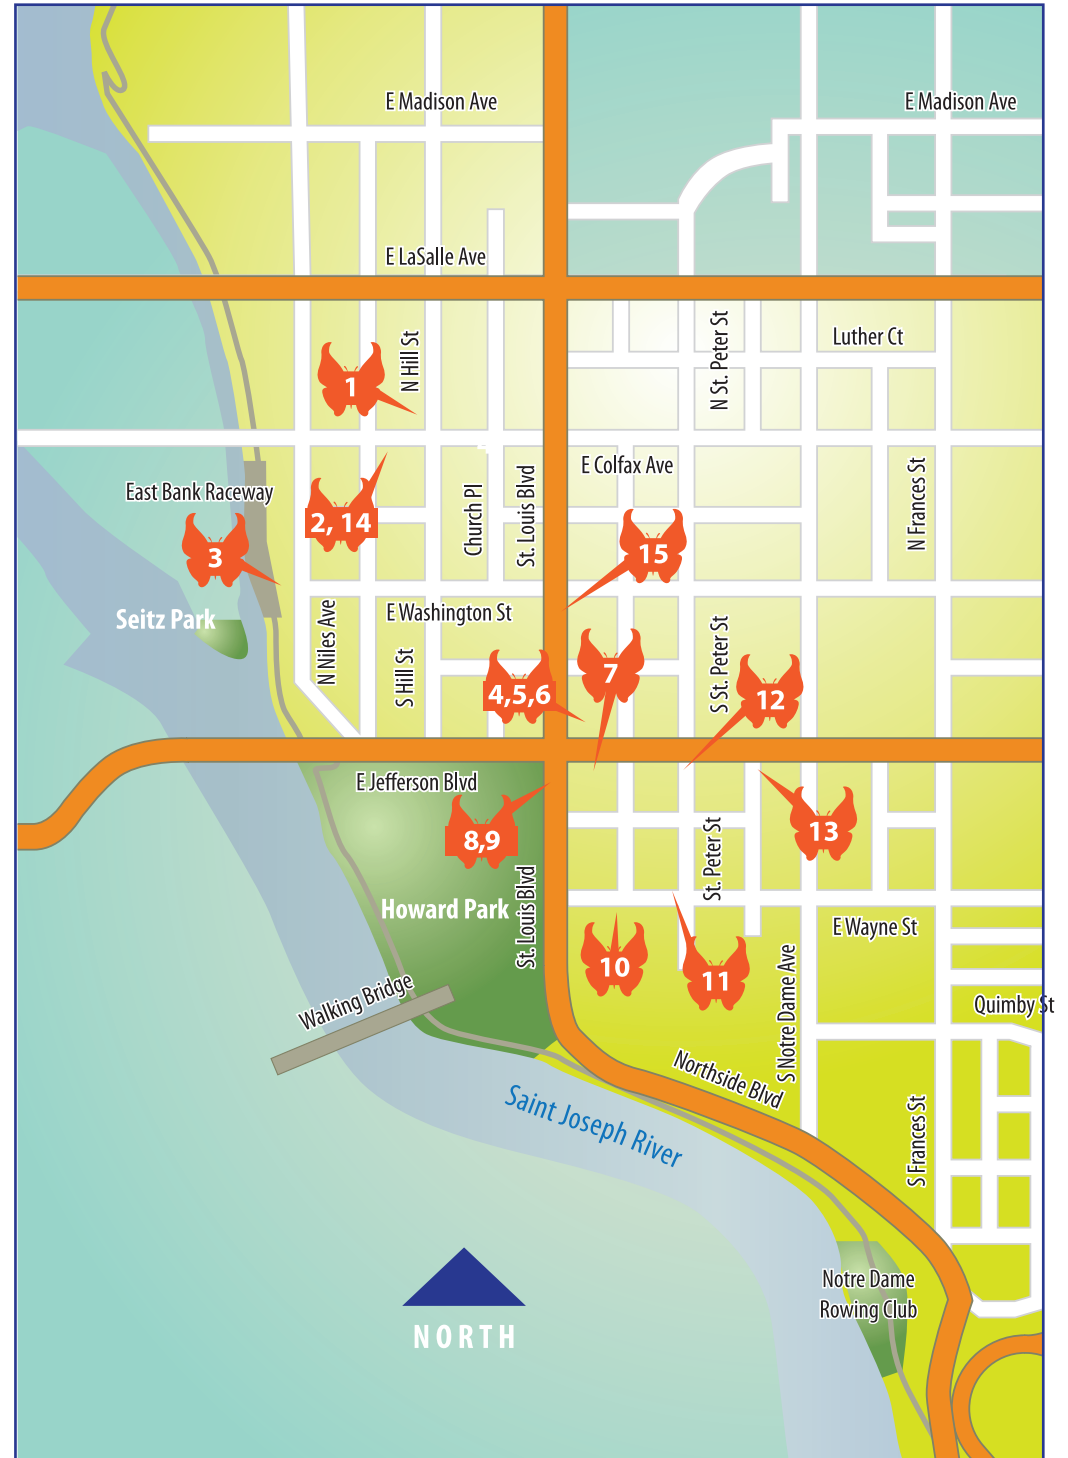 E Madison Ave
E Madison Ave
E LaSalle Ave
N Hill St
N St. Peter St
Luther Ct
1
E Colfax Ave
East Bank Raceway
2, 14
Church Pl
St. Louis Blvd
N Frances St
3
15
Seitz Park
N Niles Ave
E Washington St
S Hill St
4,5,6
7
S St. Peter St
12
E Jefferson Blvd
8,9
13
St. Peter St
Howard Park
St. Louis Blvd
E Wayne St
10
11
Walking Bridge
S Notre Dame Ave
Quimby St
Northside Blvd
Saint Joseph River
S Frances St
Notre Dame
Rowing Club
NORTH